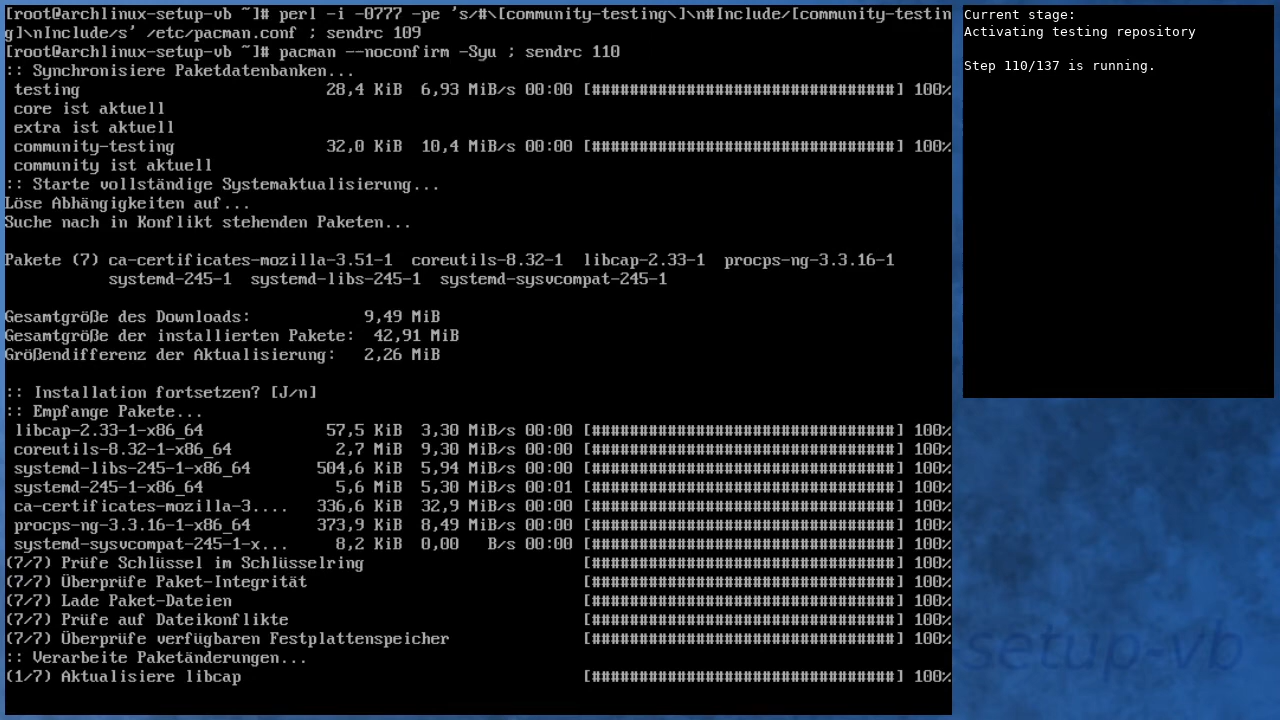 [root@archlinux-setup-vb ~]# perl -i -0777 -pe 's/#\[community-testing\]\n#Include/[community-testin
g]\nInclude/s' /etc/pacman.conf ; sendrc 109
[root@archlinux-setup-vb ~]# pacman --noconfirm -Syu ; sendrc 110
:: Synchronisiere Paketdatenbanken...
testing 28,4 KiB 6,93 MiB/s 00:00 [################################] 100%
core ist aktuell
extra ist aktuell
community-testing 32,0 KiB 10,4 MiB/s 00:00 [################################] 100%
community ist aktuell
:: Starte vollständige Systemaktualisierung...
Löse Abhängigkeiten auf...
Suche nach in Konflikt stehenden Paketen...
Pakete (7) ca-certificates-mozilla-3.51-1 coreutils-8.32-1 libcap-2.33-1 procps-ng-3.3.16-1
systemd-245-1 systemd-libs-245-1 systemd-sysvcompat-245-1
Gesamtgröße des Downloads: 9,49 MiB
Gesamtgröße der installierten Pakete: 42,91 MiB
Größendifferenz der Aktualisierung: 2,26 MiB
:: Installation fortsetzen? [J/n]
:: Empfange Pakete...
libcap-2.33-1-x86_64 57,5 KiB 3,30 MiB/s 00:00 [################################] 100%
coreutils-8.32-1-x86_64 2,7 MiB 9,30 MiB/s 00:00 [################################] 100%
systemd-libs-245-1-x86_64 504,6 KiB 5,94 MiB/s 00:00 [################################] 100%
systemd-245-1-x86_64 5,6 MiB 5,30 MiB/s 00:01 [################################] 100%
ca-certificates-mozilla-3.... 336,6 KiB 32,9 MiB/s 00:00 [################################] 100%
procps-ng-3.3.16-1-x86_64 373,9 KiB 8,49 MiB/s 00:00 [################################] 100%
systemd-sysvcompat-245-1-x... 8,2 KiB 0,00 B/s 00:00 [################################] 100%
(7/7) Prüfe Schlüssel im Schlüsselring [################################] 100%
(7/7) Überprüfe Paket-Integrität [################################] 100%
(7/7) Lade Paket-Dateien [################################] 100%
(7/7) Prüfe auf Dateikonflikte [################################] 100%
(7/7) Überprüfe verfügbaren Festplattenspeicher [################################] 100%
:: Verarbeite Paketänderungen...
(1/7) Aktualisiere libcap [################################] 100%
Current stage:
Activating testing repository
Step 110/137 is running.
setup-vb